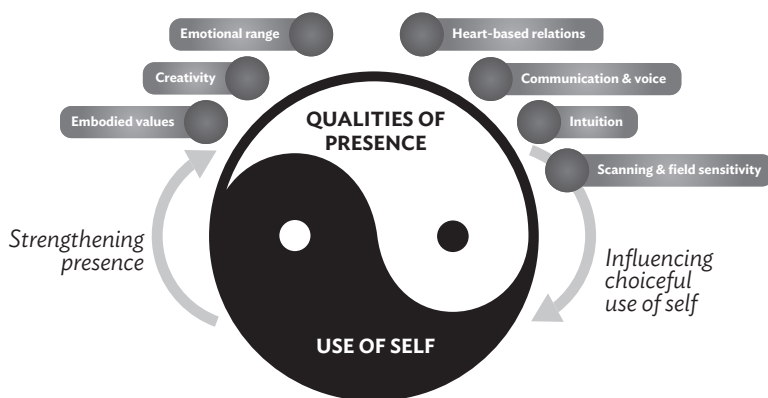 Emotional range
Heart-based relations
Creativity
Communication & voice
Embodied values
QUALITIES OF
PRESENCE
Intuition
Scanning & field sensitivity
Strengthening
presence
Influencing
choiceful
use of self
USE OF SELF